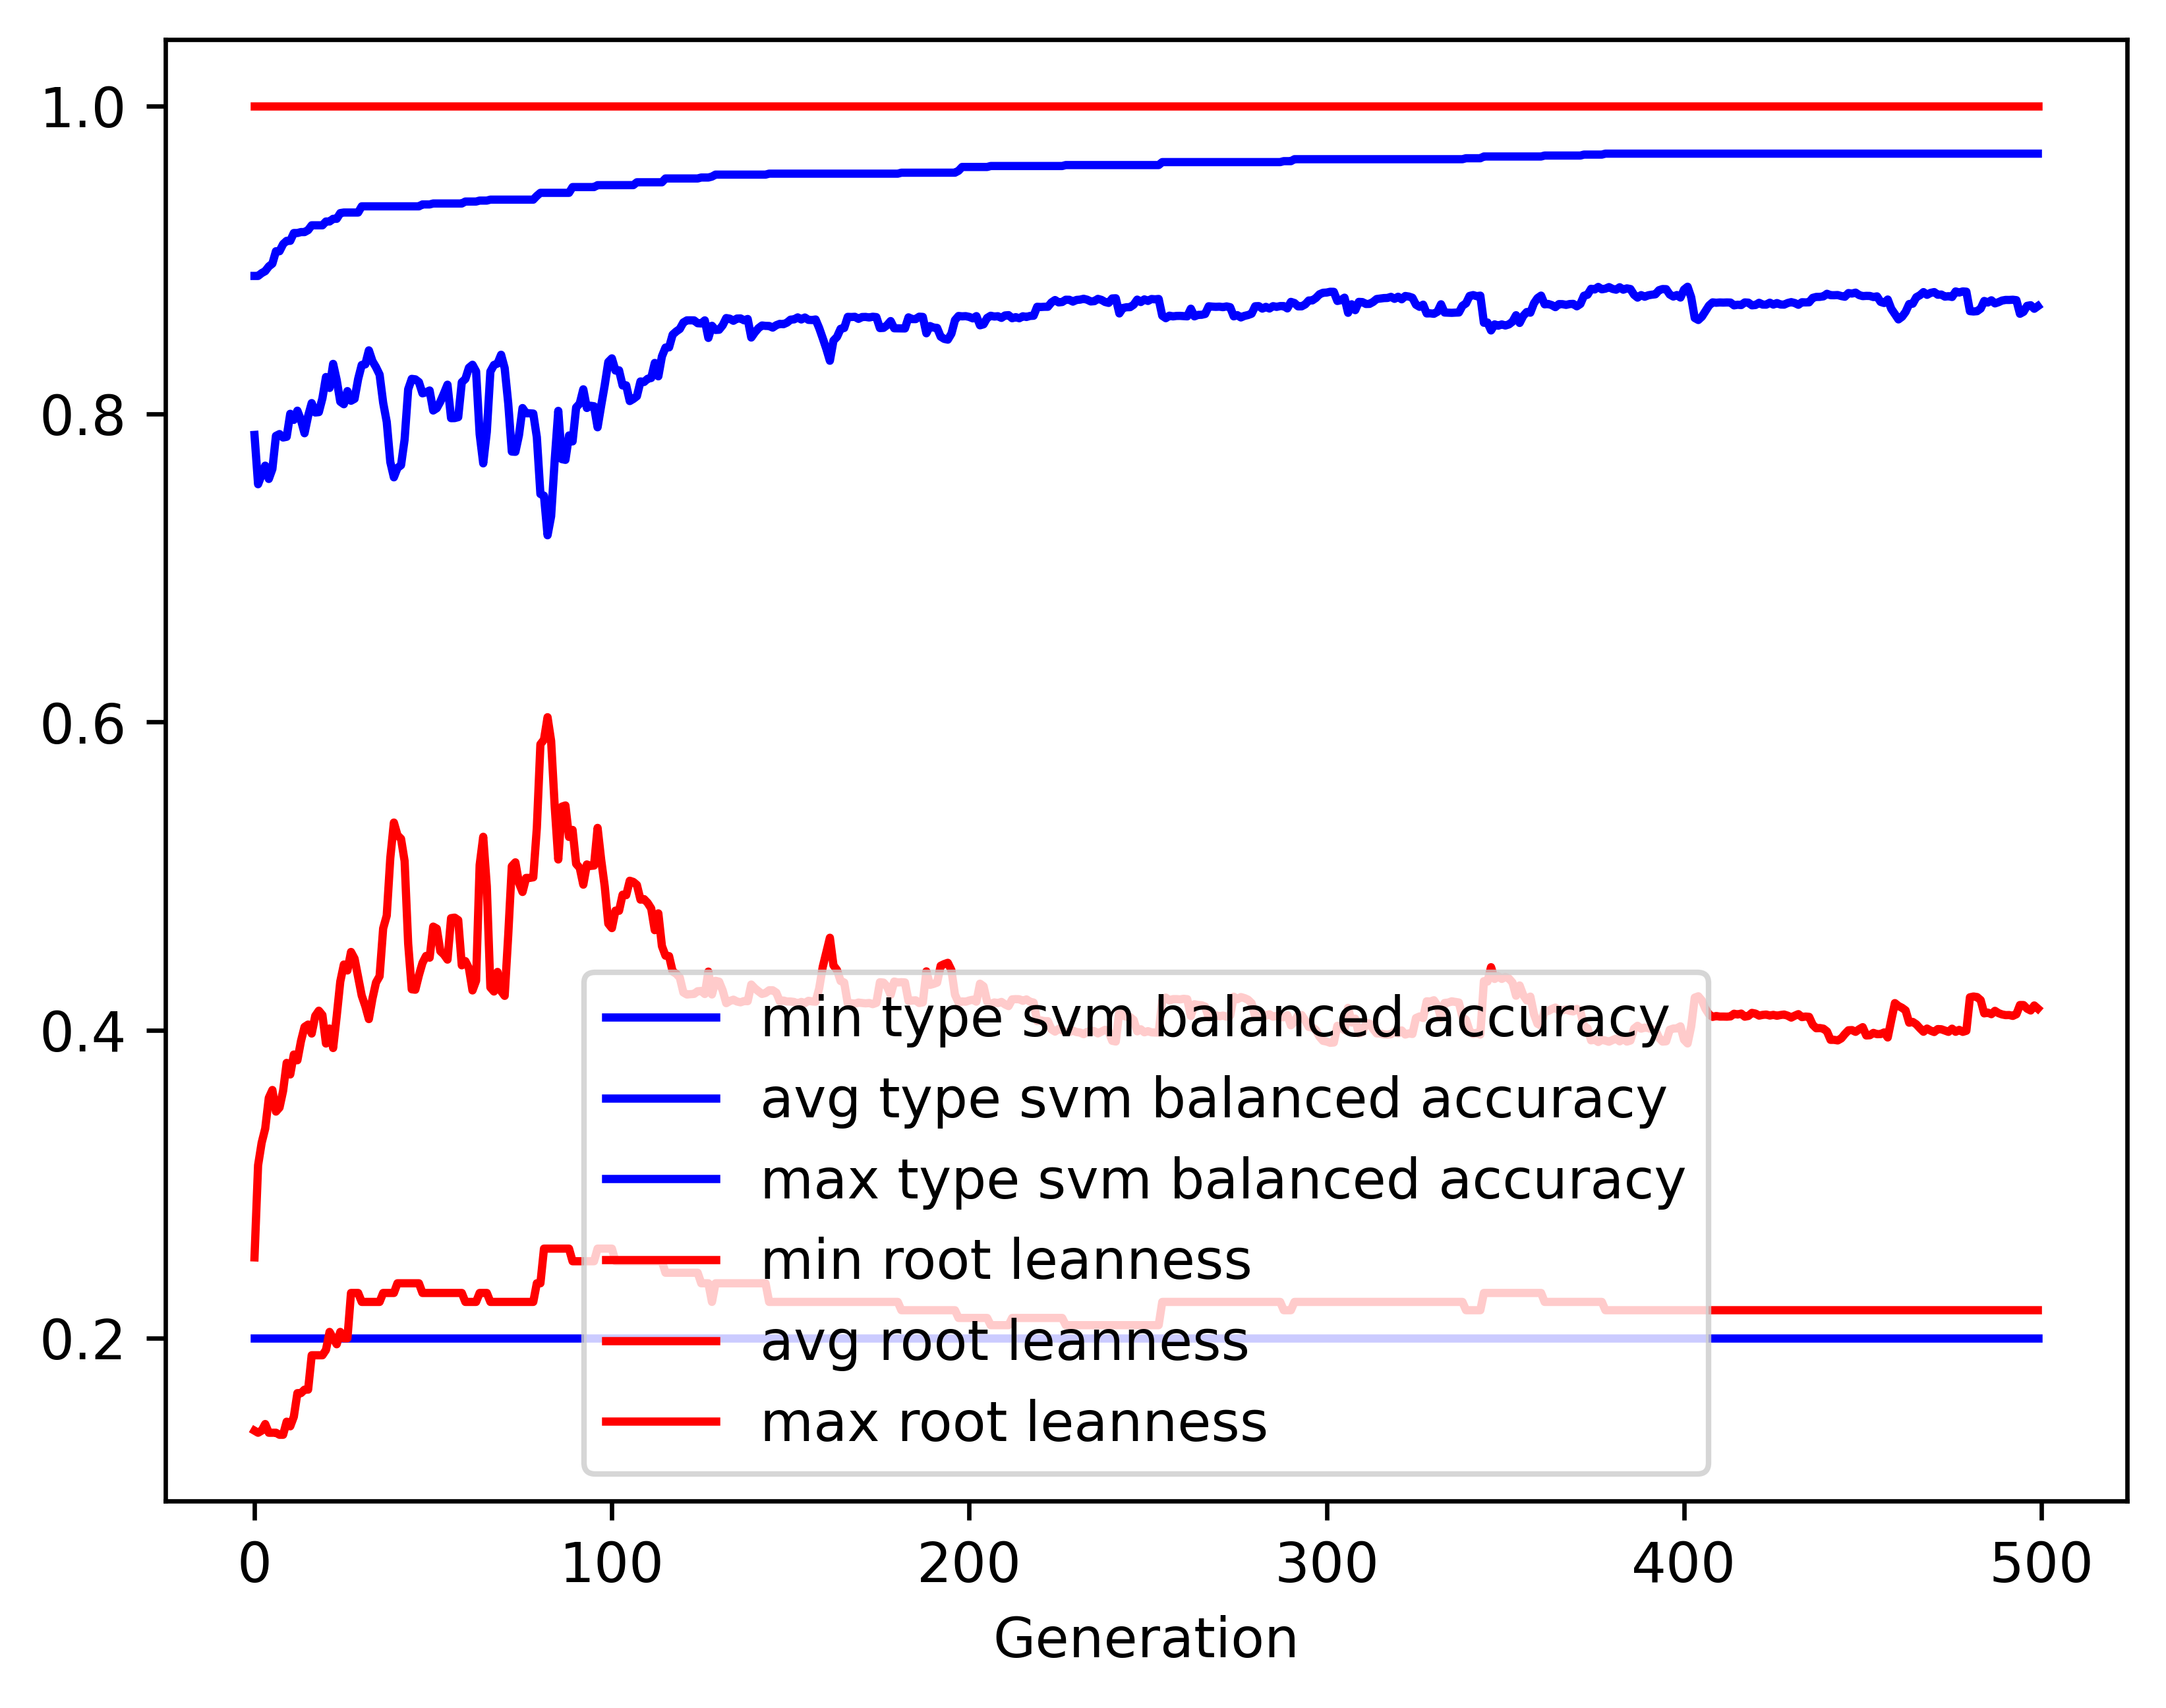 1.0
0.8
0.6
0.4
0.2
min type svm balanced accuracy
avg type svm balanced accuracy
max type svm balanced accuracy
min root leanness
avg root leanness
max root leanness
0 100 200 300 400 500
Generation